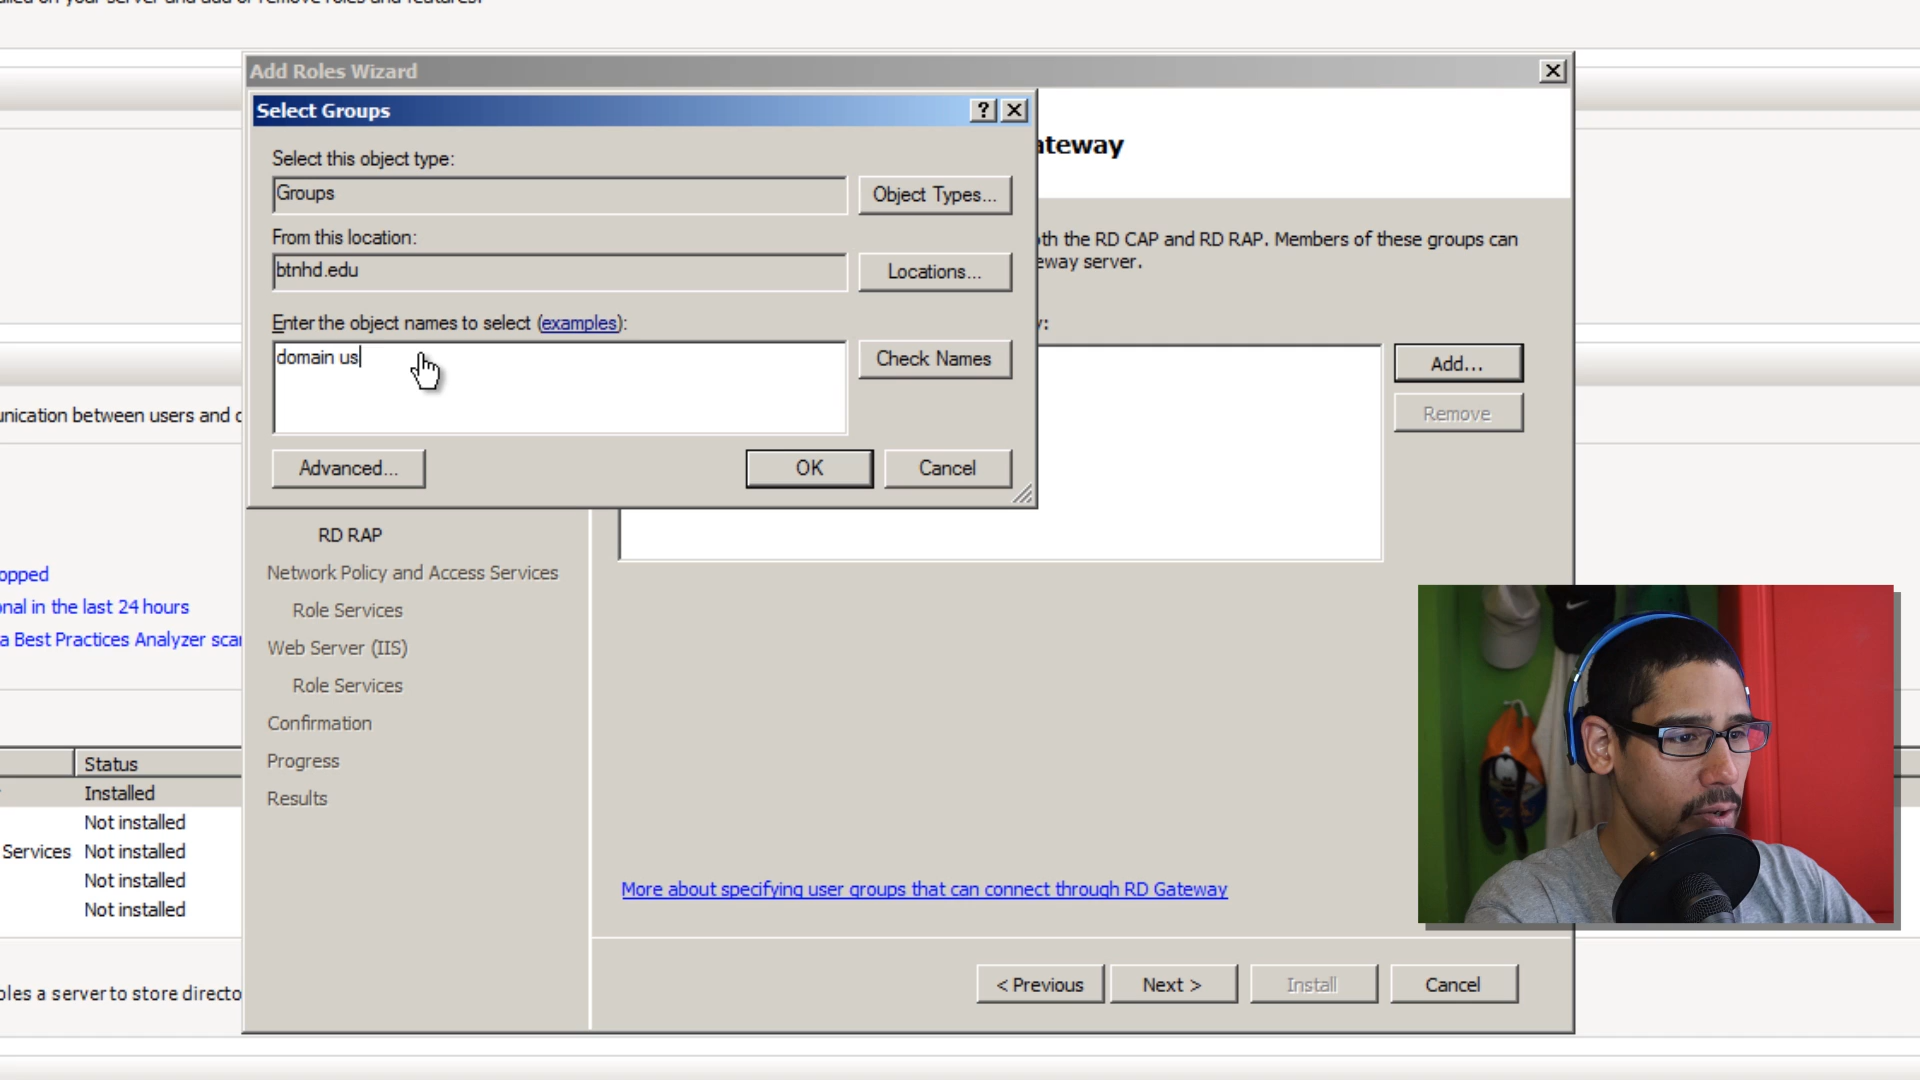 Add Roles Wizard
Select Groups
Select this object type:
Groups
Object Types...
From this location:
btnhd.edu
Locations...
Enter the object names to select (examples):
domain us
Check Names
Advanced...
OK
Cancel
ateway
th the RD CAP and RD RAP. Members of these groups can
eway server.
Add...
Remove
RD RAP
Network Policy and Access Services
Role Services
Web Server (IIS)
Role Services
Confirmation
Progress
Results
More about specifying user groups that can connect through RD Gateway
< Previous
Next >
Install
Cancel
unication between users and
opped
onal in the last 24 hours
a Best Practices Analyzer scan
Status
Installed
Not installed
Services Not installed
Not installed
Not installed
oles a server to store directo